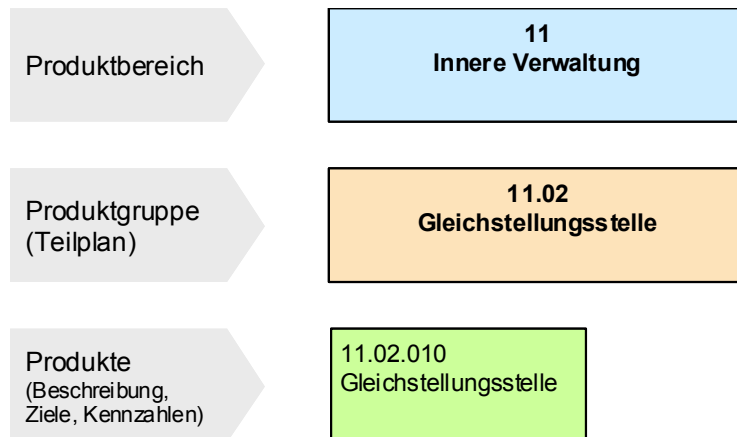 Produktbereich
11
Innere Verwaltung
Produktgruppe
(Teilplan)
11.02
Gleichstellungsstelle
Produkte
(Beschreibung,
Ziele, Kennzahlen)
11.02.010
Gleichstellungsstelle